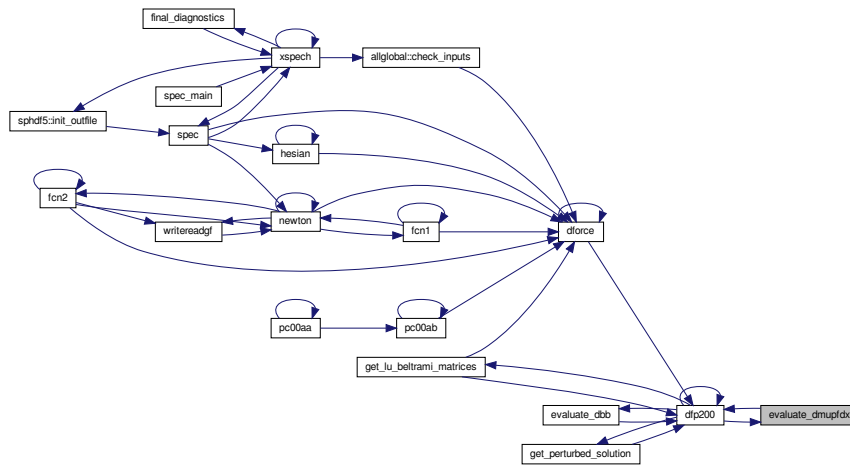 final_diagnostics
xspech
allglobal::check_inputs
spec_main
sphdf5::init_outfile
spec
hesian
fcn2
newton
writereadgf
fcn1
dforce
pc00aa
pc00ab
get_lu_beltrami_matrices
evaluate_dbb
dfp200
evaluate_dmupfdx
get_perturbed_solution